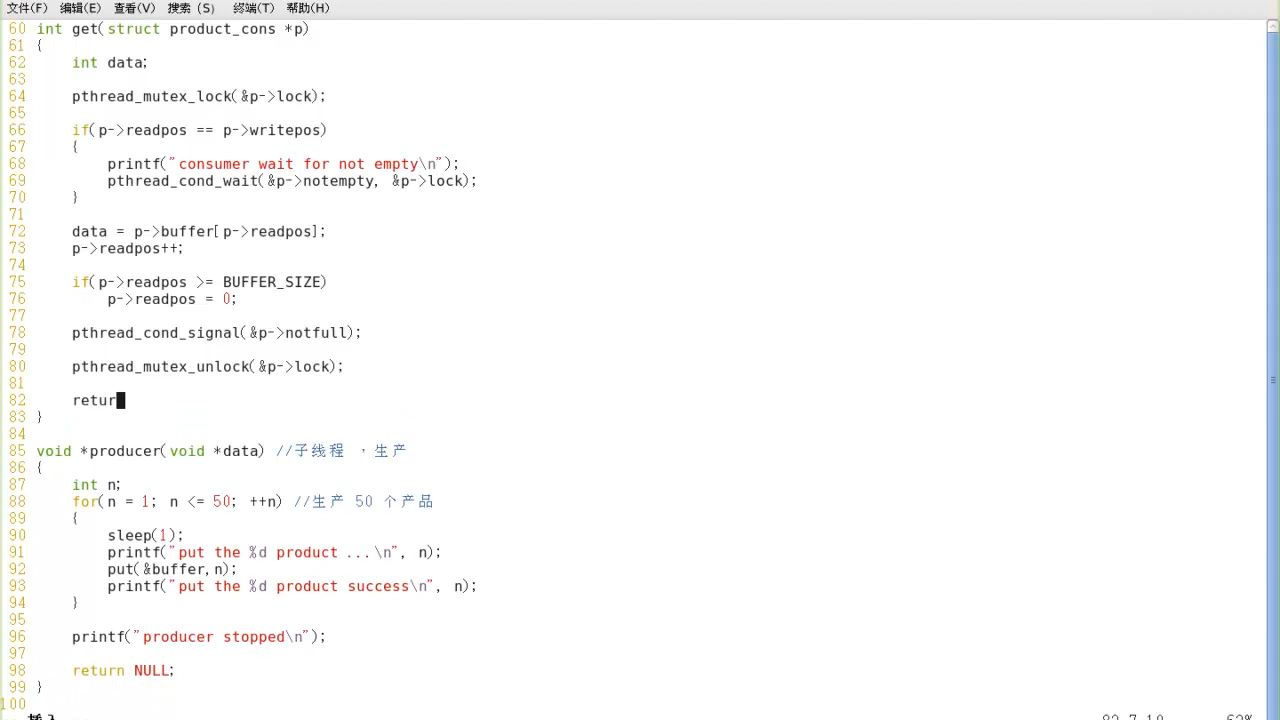 文件(F) 编辑(E) 查看(V) 搜索 (S) 终端(T) 帮助(H)
60 int get(struct product_cons *p)
61 {
62     int data;
63
64     pthread_mutex_lock(&p->lock);
65
66     if(p->readpos == p->writepos)
67     {
68         printf("consumer wait for not empty\n");
69         pthread_cond_wait(&p->notempty, &p->lock);
70     }
71
72     data = p->buffer[p->readpos];
73     p->readpos++;
74
75     if(p->readpos >= BUFFER_SIZE)
76         p->readpos = 0;
77
78     pthread_cond_signal(&p->notfull);
79
80     pthread_mutex_unlock(&p->lock);
81
82     retur
83 }
84
85 void *producer(void *data) //子线程 ，生产
86 {
87     int n;
88     for(n = 1; n <= 50; ++n) //生产 50 个产品
89     {
90         sleep(1);
91         printf("put the %d product ...\n", n);
92         put(&buffer,n);
93         printf("put the %d product success\n", n);
94     }
95
96     printf("producer stopped\n");
97
98     return NULL;
99 }
100